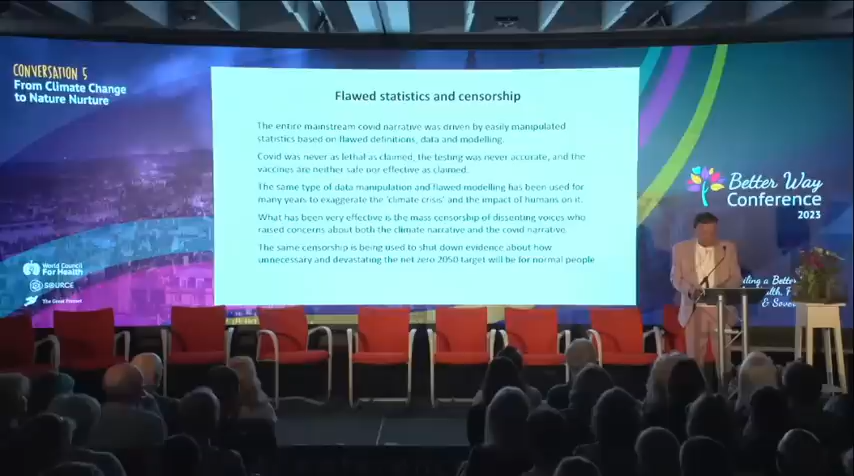 CONVERSATION 5
From Climate Change
to Nature Nurture
Flawed statistics and censorship
The entire mainstream covid narrative was driven by easily manipulated
statistics based on flawed definitions, data and modelling.
Covid was never as lethal as claimed, the testing was never accurate, and the
vaccines are neither safe nor effective as claimed.
The same type of data manipulation and flawed modelling has been used for
many years to exaggerate the 'climate crisis' and the impact of humans on it.
What has been very effective is the mass censorship of dissenting voices who
raised concerns about both the climate narrative and the covid narrative.
The same censorship is being used to shut down evidence about how
unnecessary and devastating the net zero 2050 target will be for normal people
Better Way
Conference
2023
World Council
For Health
SOURCE
The Great Reset
a Better
&